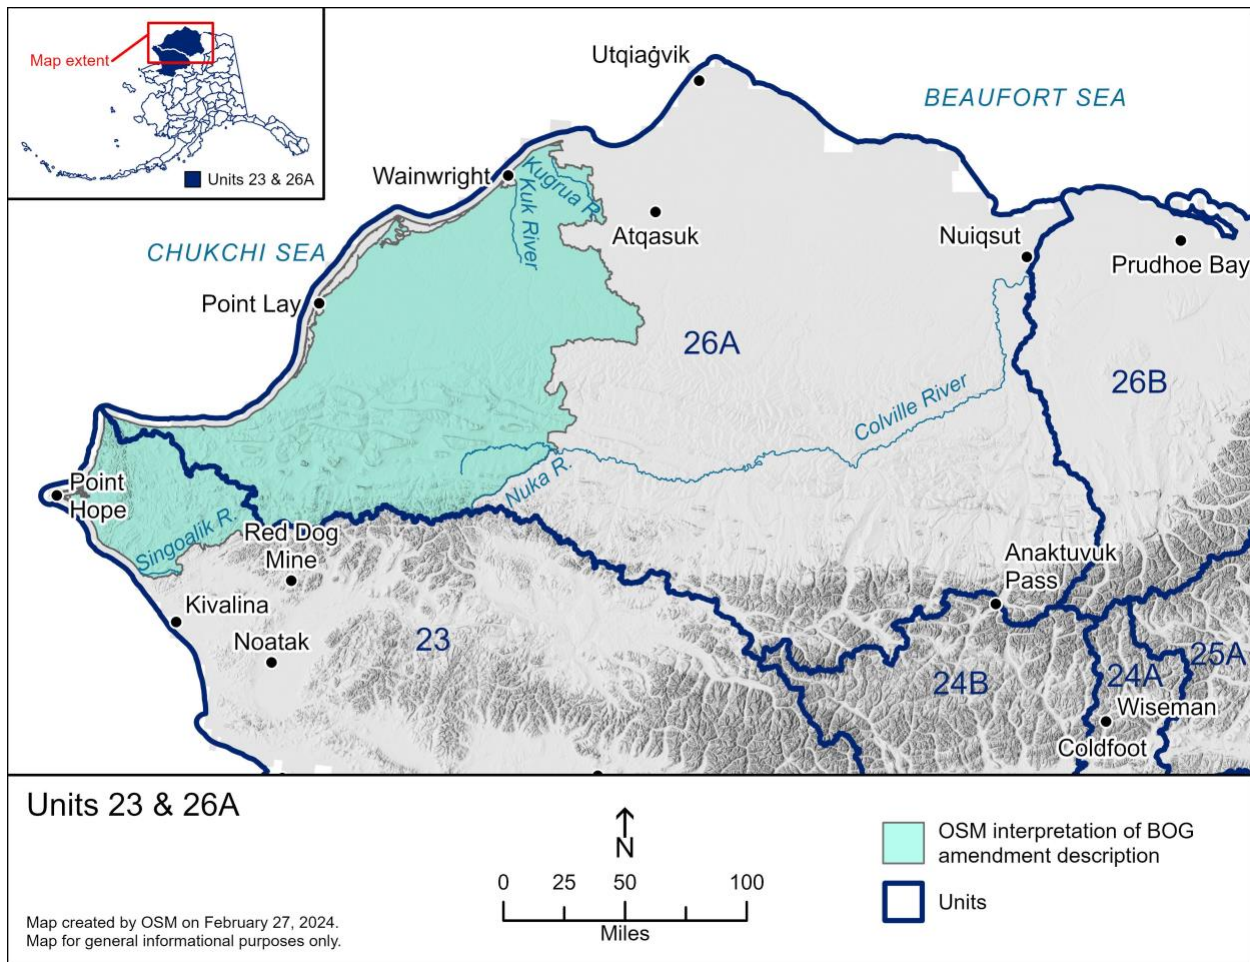 Map extent
Units 23 & 26A
Utqiaġvik
BEAUFORT SEA
Wainwright
Kugrua R.
Kuk River
Atqasuk
CHUKCHI SEA
Nuiqsut
Prudhoe Bay
Point Lay
26A
26B
Colville River
Nuka R.
Point
Hope
Singoalik R.
Red Dog
Mine
Anaktuvuk
Pass
Kivalina
Noatak
23
24B
24A
25A
Wiseman
Coldfoot
Units 23 & 26A
N
0 25 50 100
Miles
OSM interpretation of BOG
amendment description
Units
Map created by OSM on February 27, 2024.
Map for general informational purposes only.